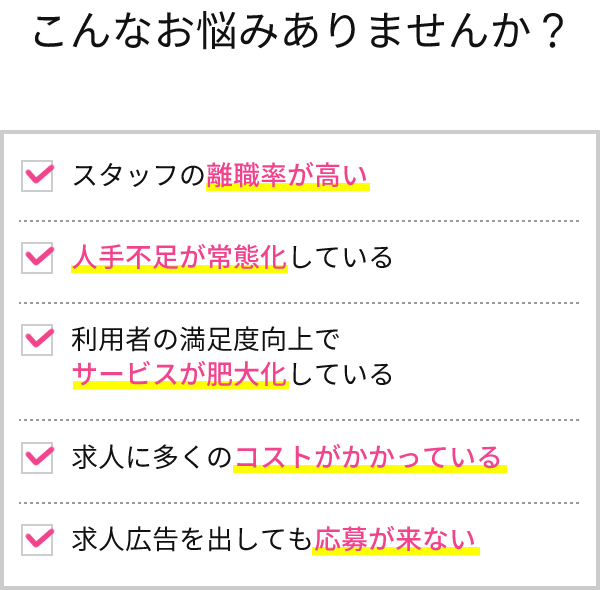 こんなお悩みありませんか？
スタッフの離職率が高い
人手不足が常態化している
利用者の満足度向上で
サービスが肥大化している
求人に多くのコストがかかっている
求人広告を出しても応募が来ない